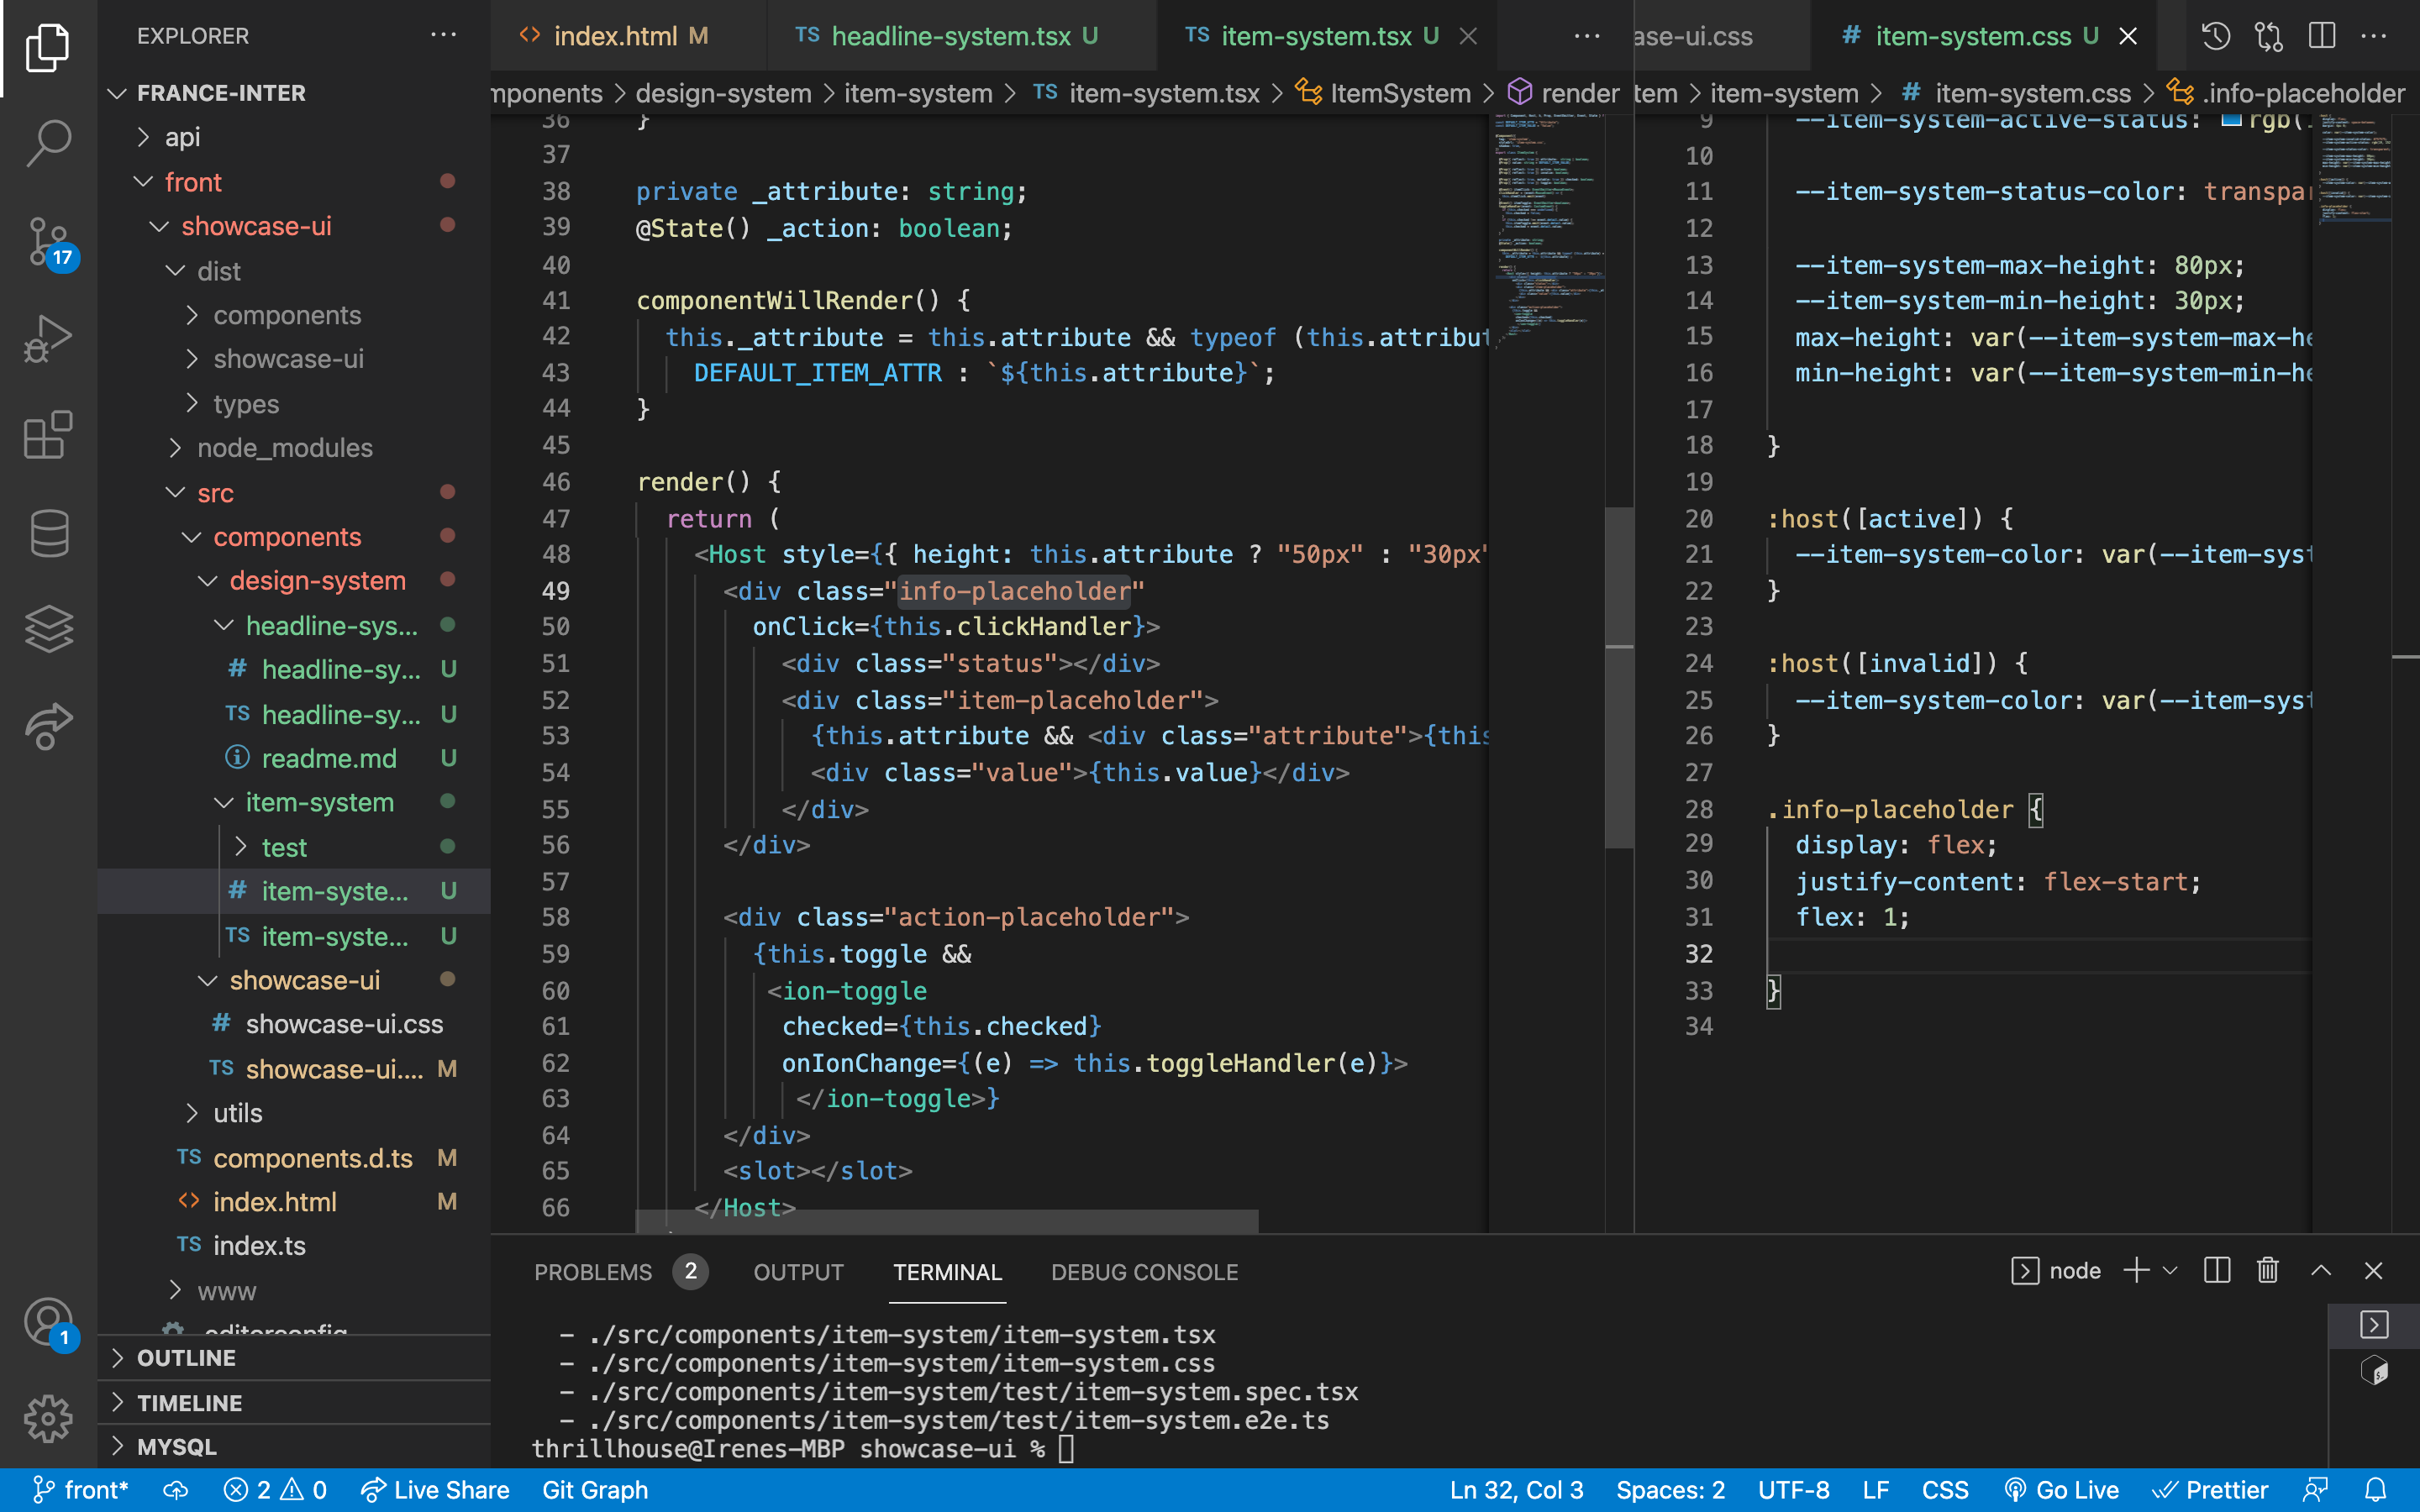 EXPLORER ...
FRANCE-INTER
api
front
showcase-ui
dist
components
showcase-ui
types
node_modules
src
components
design-system
headline-sys...
# headline-sy... U
TS headline-sy... U
readme.md U
item-system
test
# item-syste... U
TS item-syste... U
showcase-ui
# showcase-ui.css
TS showcase-ui.... M
utils
TS components.d.ts M
<> index.html M
TS index.ts
www
.editorconfig
OUTLINE
TIMELINE
MYSQL
17
1
<> index.html M
TS headline-system.tsx U
TS item-system.tsx U
...
mponents > design-system > item-system > TS item-system.tsx > ItemSystem > render
36 }
37
38 private _attribute: string;
39 @State() _action: boolean;
40
41 componentWillRender() {
42 this._attribute = this.attribute && typeof (this.attribut
43 DEFAULT_ITEM_ATTR : `${this.attribute}`;
44 }
45
46 render() {
47 return (
48 <Host style={{ height: this.attribute ? "50px" : "30px"
49 <div class="info-placeholder"
50 onClick={this.clickHandler}>
51 <div class="status"></div>
52 <div class="item-placeholder">
53 {this.attribute && <div class="attribute">{this
54 <div class="value">{this.value}</div>
55 </div>
56 </div>
57
58 <div class="action-placeholder">
59 {this.toggle &&
60 <ion-toggle
61 checked={this.checked}
62 onIonChange={(e) => this.toggleHandler(e)}>
63 </ion-toggle>}
64 </div>
65 <slot></slot>
66 </Host>
ase-ui.css
# item-system.css U
...
tem > item-system > # item-system.css > .info-placeholder
9 --item-system-active-status: rgb(
10
11 --item-system-status-color: transpar
12
13 --item-system-max-height: 80px;
14 --item-system-min-height: 30px;
15 max-height: var(--item-system-max-he
16 min-height: var(--item-system-min-he
17
18 }
19
20 :host([active]) {
21 --item-system-color: var(--item-syst
22 }
23
24 :host([invalid]) {
25 --item-system-color: var(--item-syst
26 }
27
28 .info-placeholder {
29 display: flex;
30 justify-content: flex-start;
31 flex: 1;
32
33 }
34
PROBLEMS 2 OUTPUT TERMINAL DEBUG CONSOLE node
- ./src/components/item-system/item-system.tsx
- ./src/components/item-system/item-system.css
- ./src/components/item-system/test/item-system.spec.tsx
- ./src/components/item-system/test/item-system.e2e.ts
thrillhouse@Irenes-MBP showcase-ui %
front* 2 0 Live Share Git Graph Ln 32, Col 3 Spaces: 2 UTF-8 LF CSS Go Live Prettier